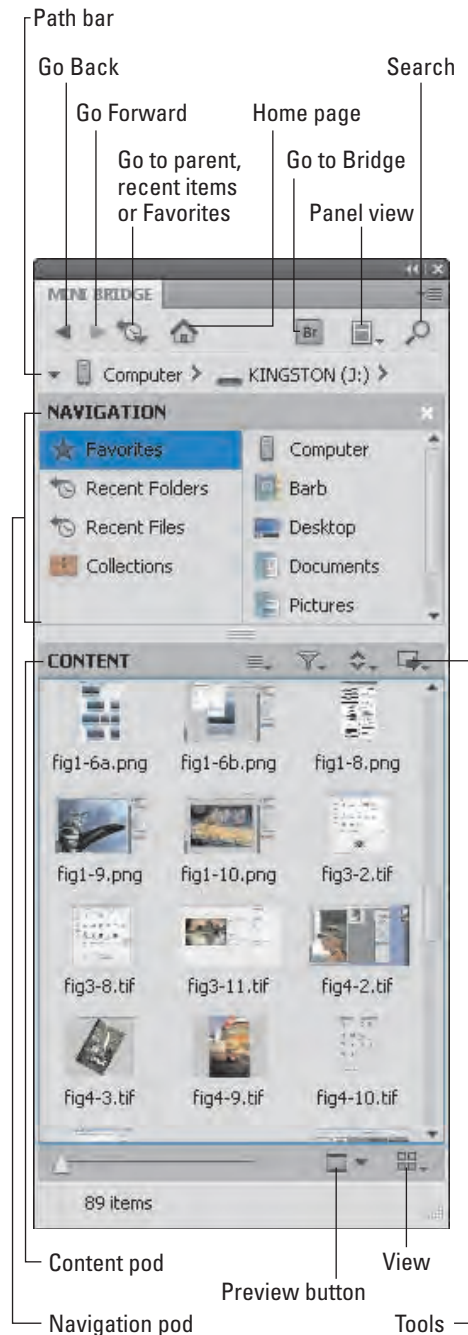 Path bar
Go Back
Search
Go Forward
Home page
Go to parent,
recent items
or Favorites
Go to Bridge
Panel view
MINI BRIDGE
Br
Computer > KINGSTON (J:) >
NAVIGATION
Favorites
Computer
Recent Folders
Barb
Recent Files
Desktop
Collections
Documents
Pictures
CONTENT
fig1-6a.png fig1-6b.png fig1-8.png
fig1-9.png fig1-10.png fig3-2.tif
fig3-8.tif fig3-11.tif fig4-2.tif
fig4-3.tif fig4-9.tif fig4-10.tif
89 items
Content pod
View
Preview button
Navigation pod
Tools